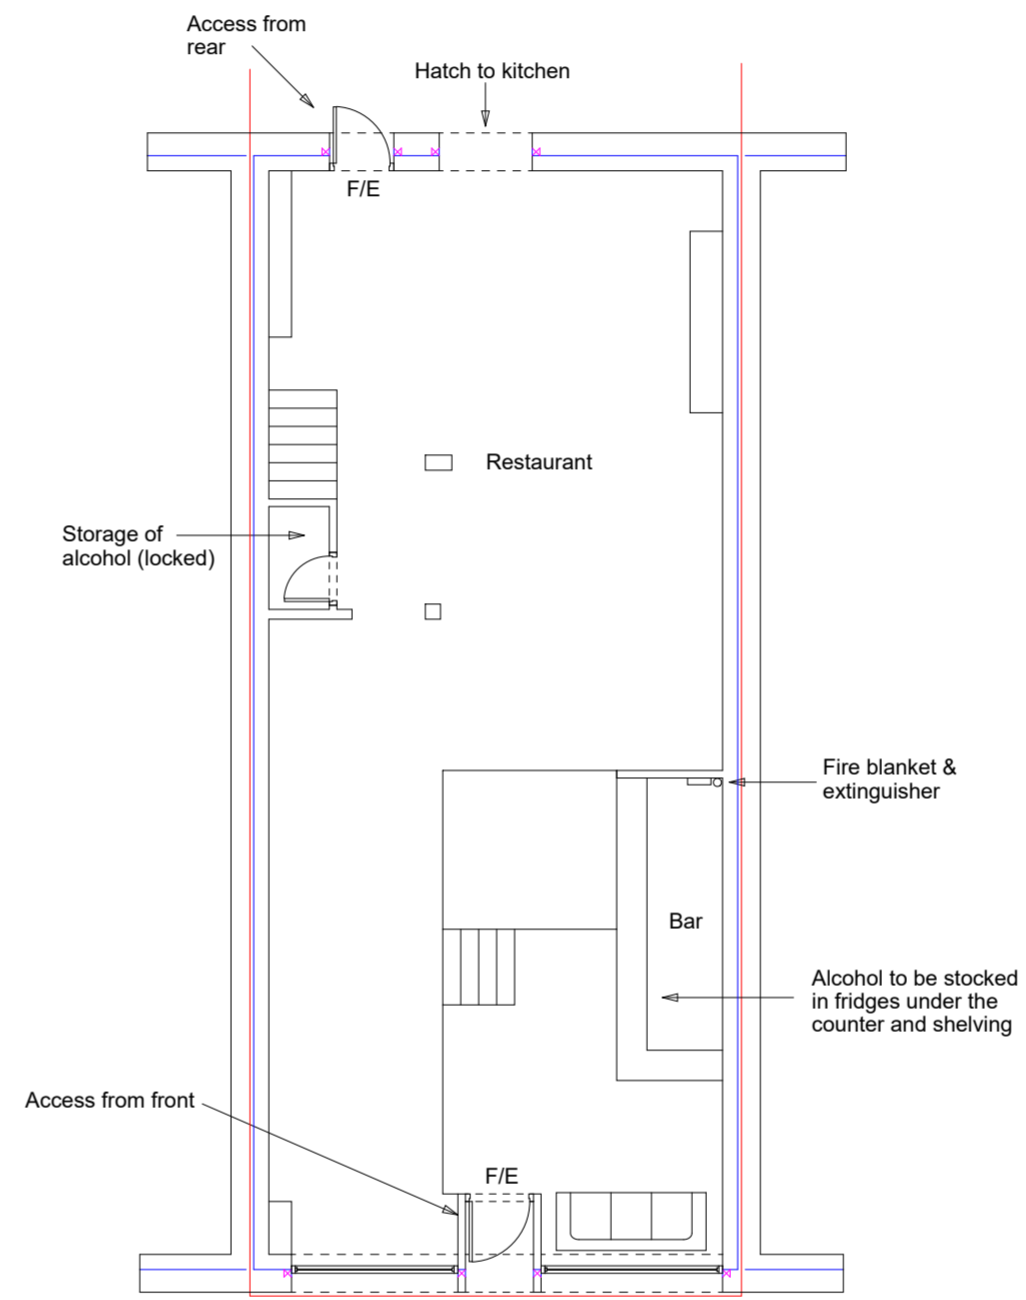 Access from
rear
Hatch to kitchen
F/E
Restaurant
Storage of
alcohol (locked)
Fire blanket &
extinguisher
Bar
Alcohol to be stocked
in fridges under the
counter and shelving
Access from front
F/E